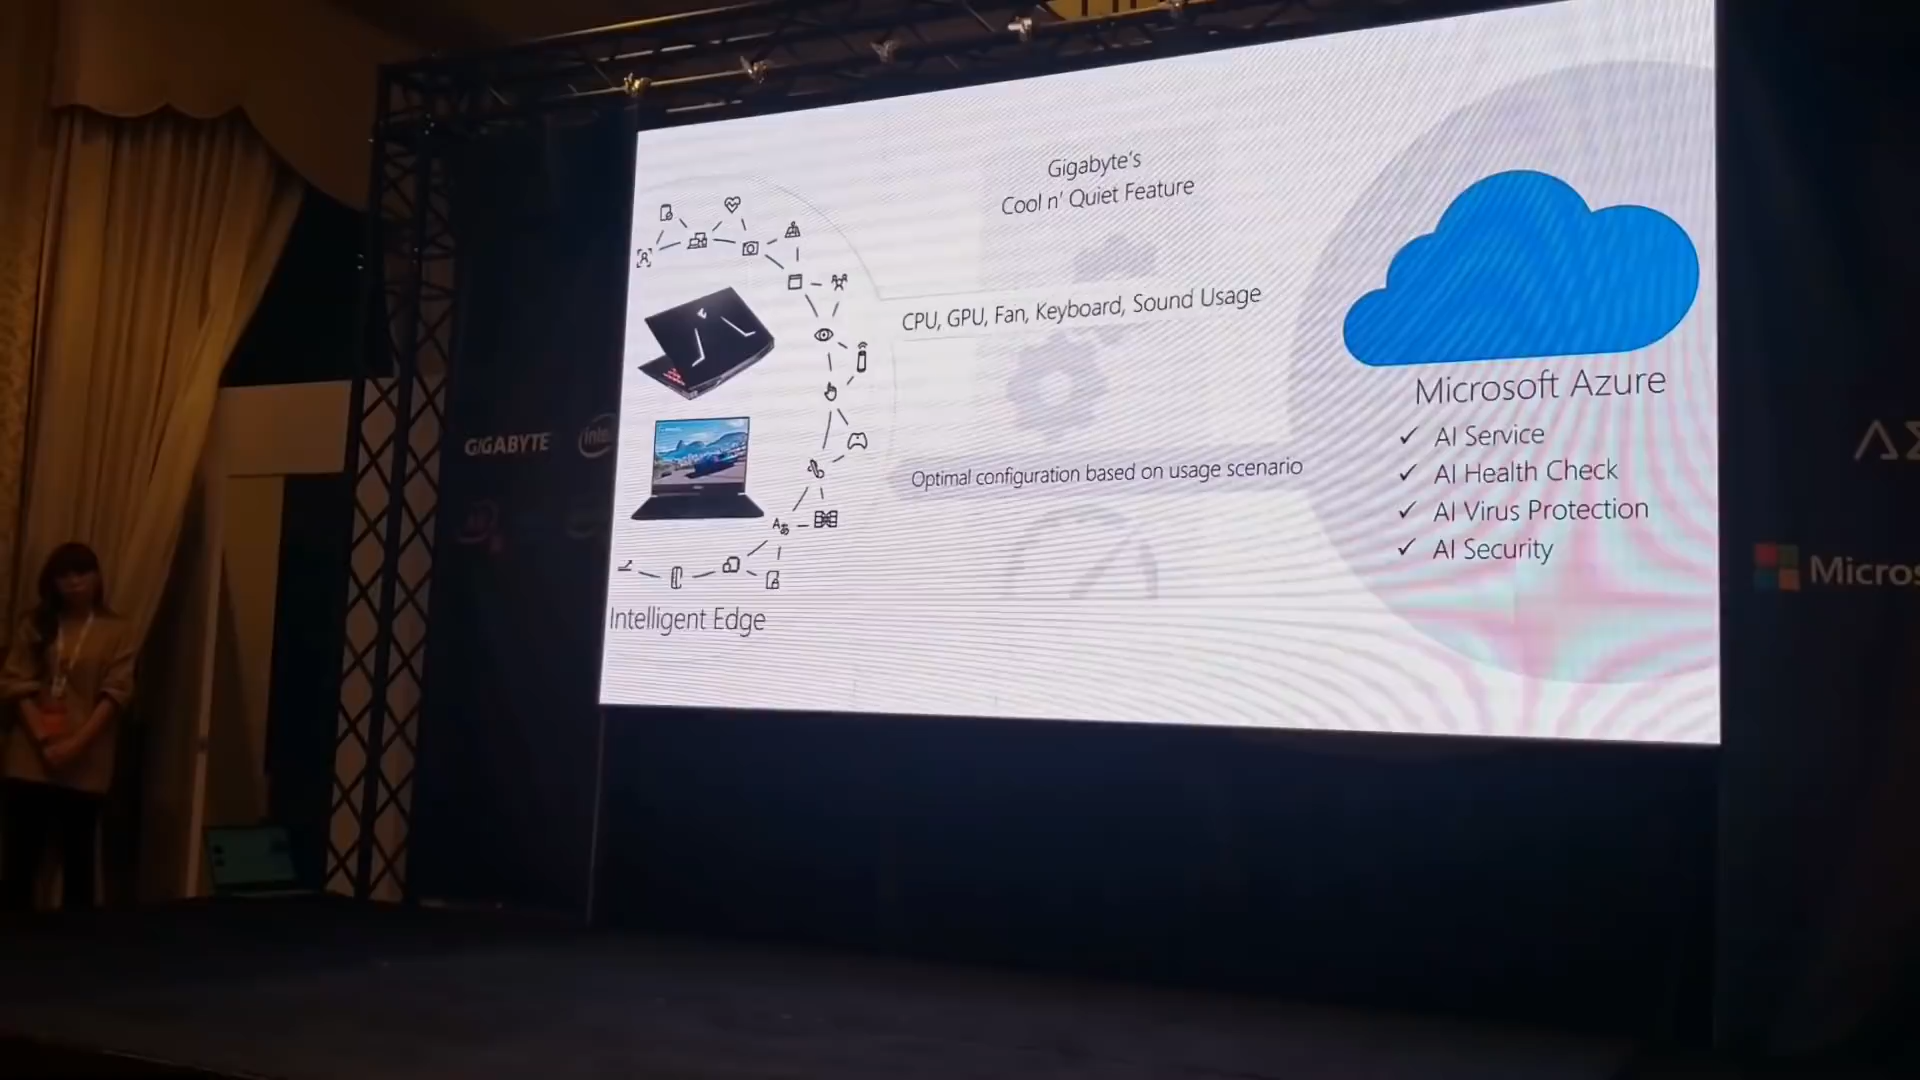 Gigabyte's
Cool n' Quiet Feature
CPU, GPU, Fan, Keyboard, Sound Usage
Optimal configuration based on usage scenario
Intelligent Edge
Microsoft Azure
✓ AI Service
✓ AI Health Check
✓ AI Virus Protection
✓ AI Security
GIGABYTE
intel
Micros